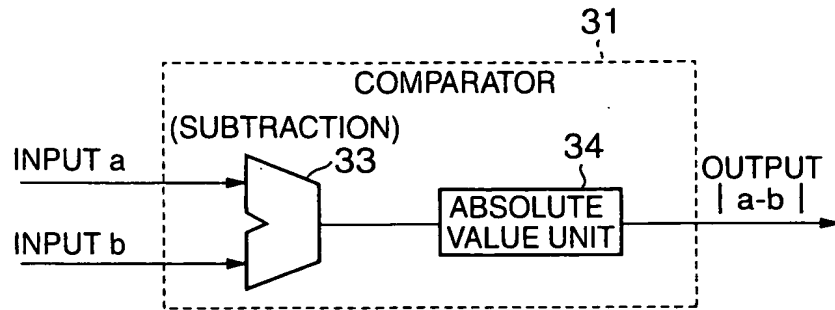 31
COMPARATOR
(SUBTRACTION)
INPUT a
33
34
OUTPUT
| a-b |
ABSOLUTE
VALUE UNIT
INPUT b